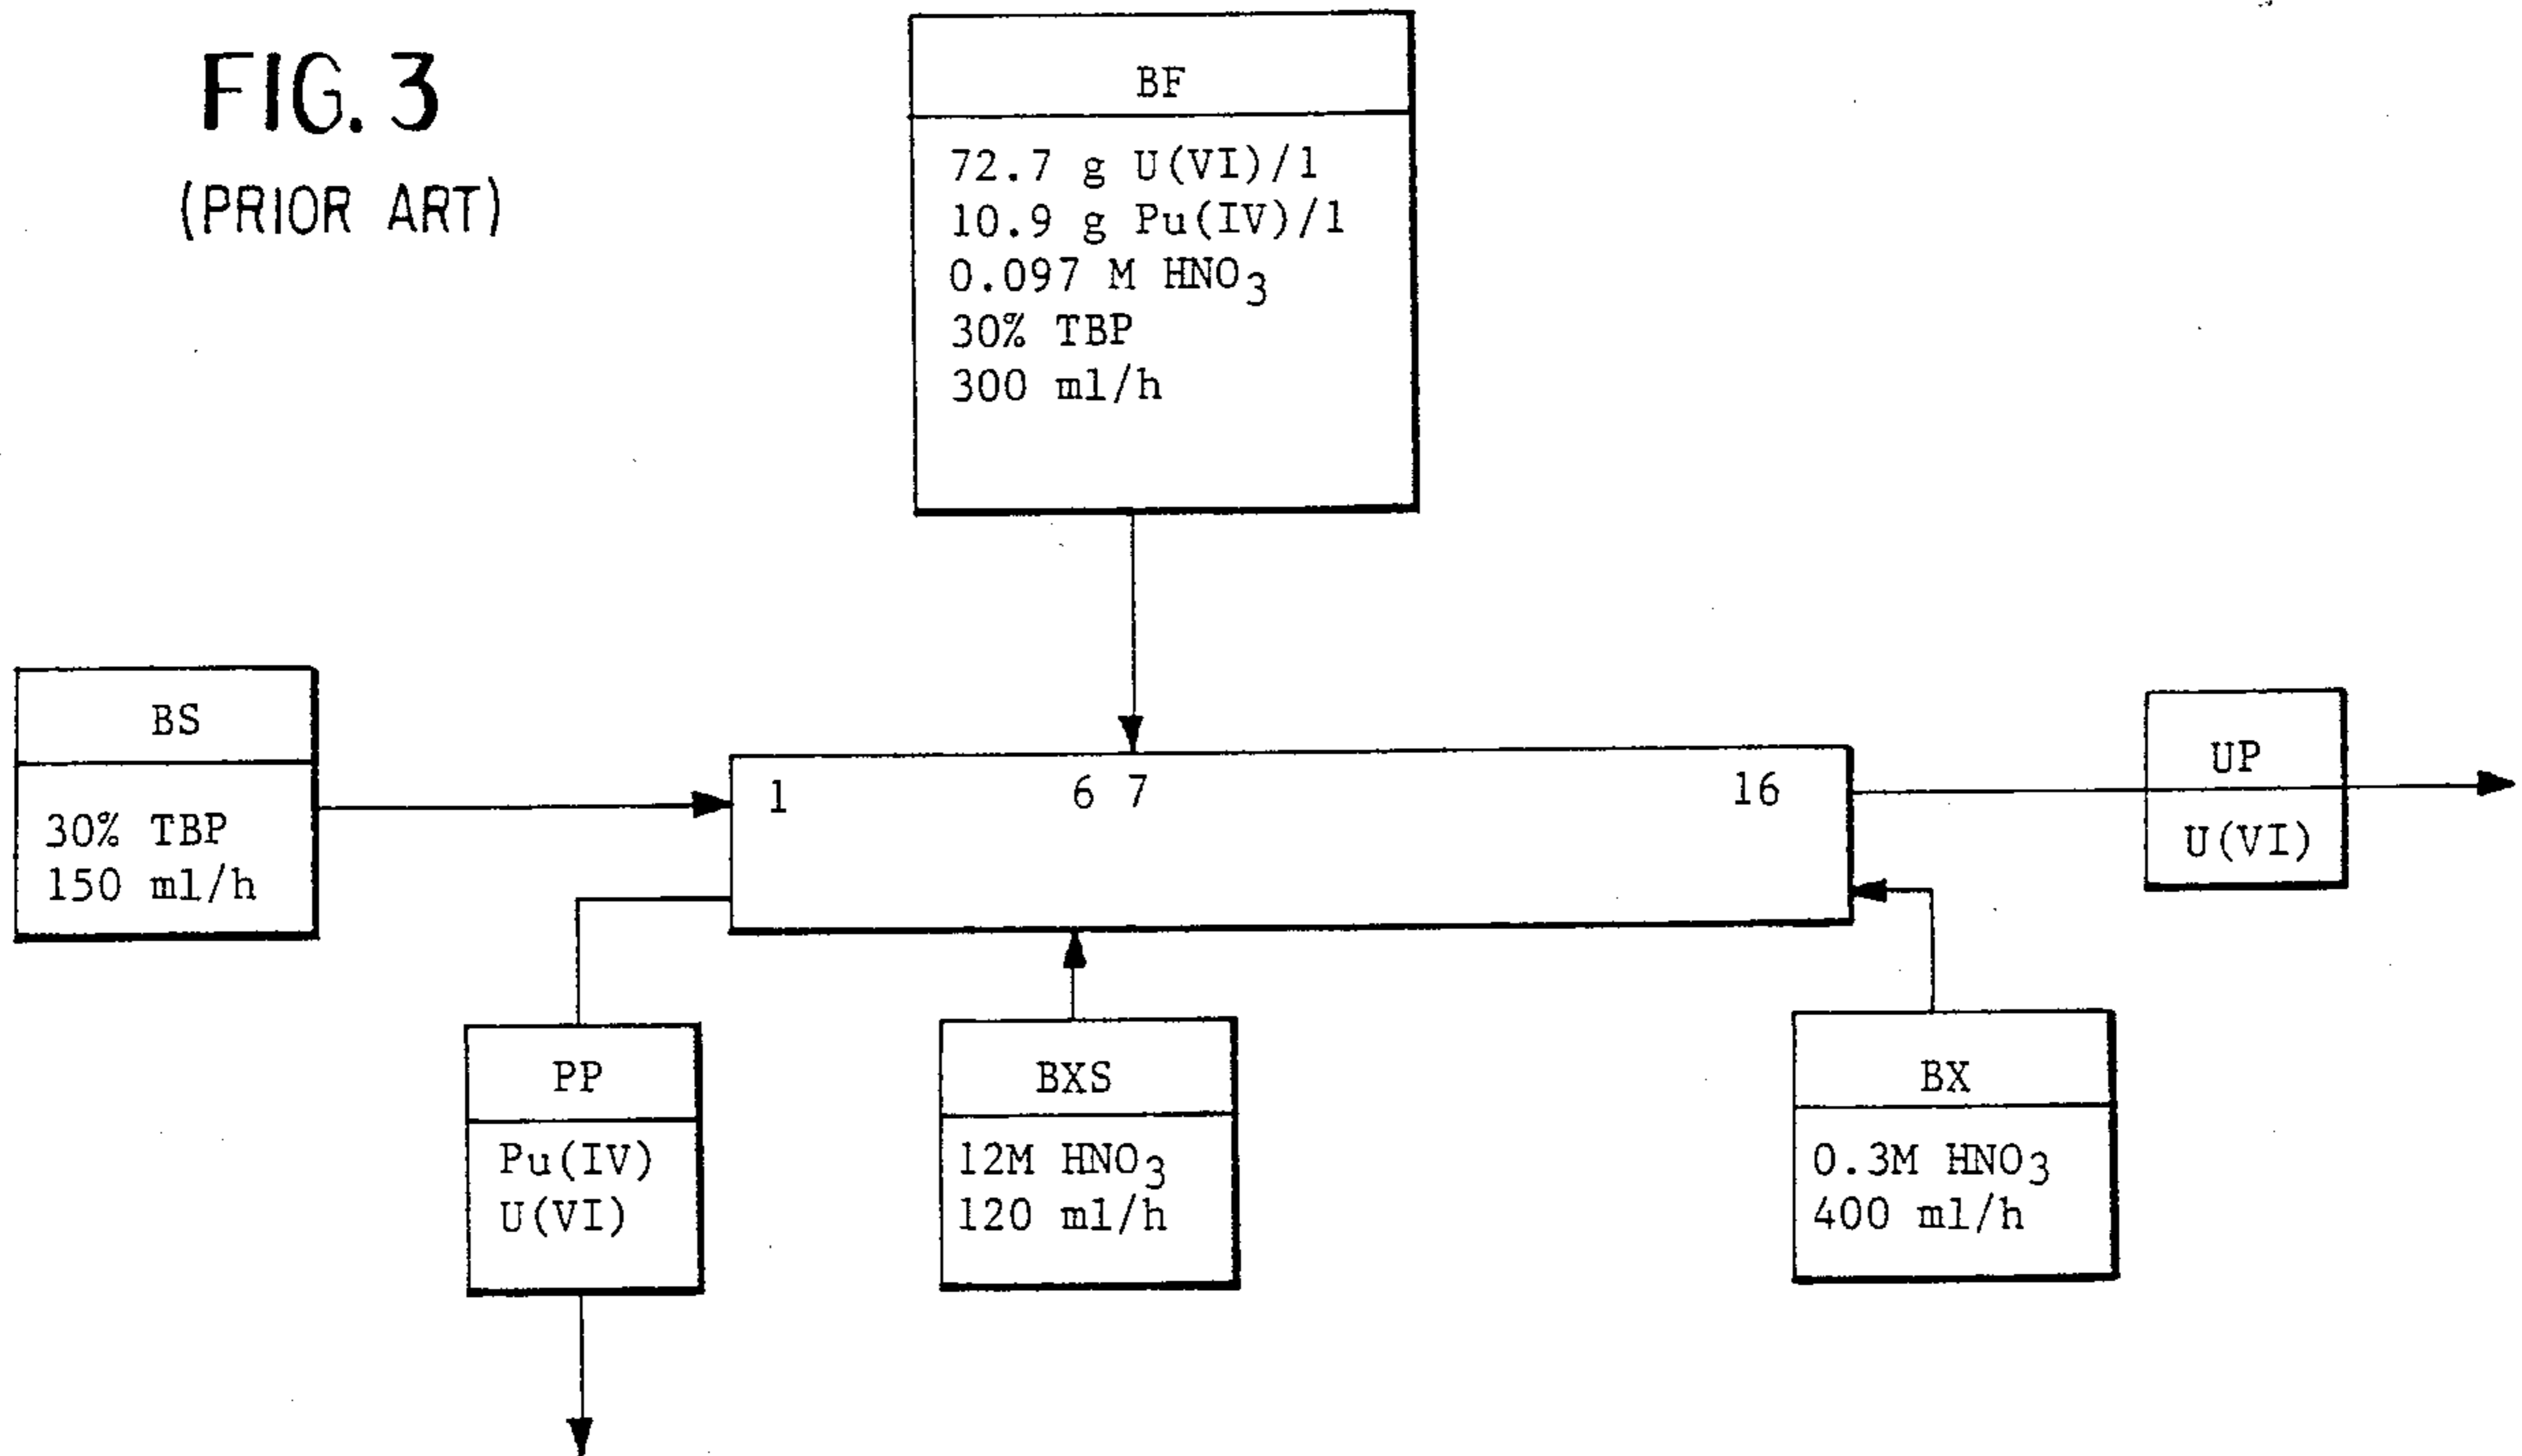 FIG. 3
(PRIOR ART)
BF
72.7 g U(VI)/l
10.9 g Pu(IV)/l
0.097 M HNO3
30% TBP
300 ml/h
BS
30% TBP
150 ml/h
1 6 7 16
UP
U(VI)
PP
Pu(IV)
U(VI)
BXS
12M HNO3
120 ml/h
BX
0.3M HNO3
400 ml/h